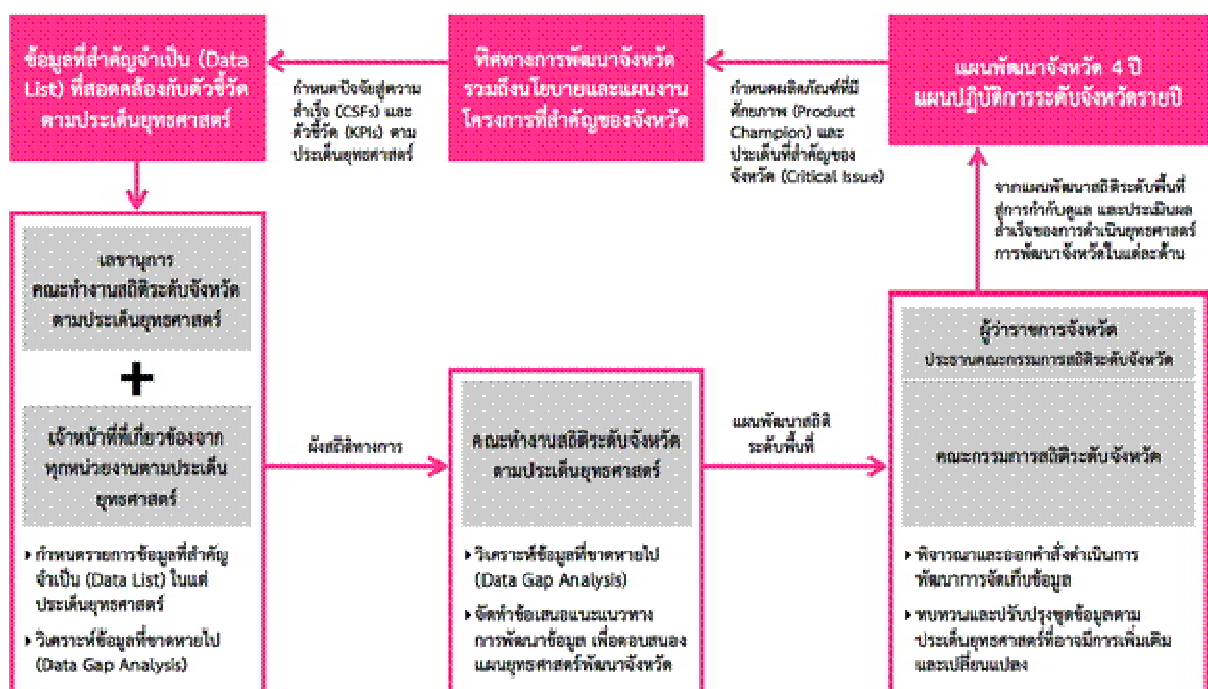 ข้อมูลที่สำคัญจำเป็น (Data
List) ที่สอดคล้องกับตัวชี้วัด
ตามประเด็นยุทธศาสตร์
กำหนดปัจจัยสู่ความ
สำเร็จ (CSFs) และ
ตัวชี้วัด (KPIs) ตาม
ประเด็นยุทธศาสตร์
ทิศทางการพัฒนาจังหวัด
รวมถึงนโยบายและแผนงาน
โครงการที่สำคัญของจังหวัด
กำหนดผลิตภัณฑ์ที่มี
ศักยภาพ (Product
Champion) และ
ประเด็นที่สำคัญของ
จังหวัด (Critical Issue)
แผนพัฒนาจังหวัด 4 ปี
แผนปฏิบัติการระดับจังหวัดรายปี
จากแผนพัฒนาสถิติระดับพื้นที่
สู่การกำกับดูแล และประเมินผล
สำเร็จของการดำเนินยุทธศาสตร์
การพัฒนาจังหวัดในแต่ละด้าน
เลขานุการ
คณะทำงานสถิติระดับจังหวัด
ตามประเด็นยุทธศาสตร์
+
เจ้าหน้าที่ที่เกี่ยวข้องจาก
ทุกหน่วยงานตามประเด็น
ยุทธศาสตร์
กำหนดรายการข้อมูลที่สำคัญ
จำเป็น (Data List) ในแต่
ประเด็นยุทธศาสตร์
วิเคราะห์ข้อมูลที่ขาดหายไป
(Data Gap Analysis)
ผังสถิติทางการ
คณะทำงานสถิติระดับจังหวัด
ตามประเด็นยุทธศาสตร์
วิเคราะห์ข้อมูลที่ขาดหายไป
(Data Gap Analysis)
จัดทำข้อเสนอแนะแนวทาง
การพัฒนาข้อมูล เพื่อตอบสนอง
แผนยุทธศาสตร์พัฒนาจังหวัด
แผนพัฒนาสถิติ
ระดับพื้นที่
ผู้ว่าราชการจังหวัด
ประธานคณะกรรมการสถิติระดับจังหวัด
คณะกรรมการสถิติระดับจังหวัด
พิจารณาและออกคำสั่งดำเนินการ
พัฒนาการจัดเก็บข้อมูล
ทบทวนและปรับปรุงชุดข้อมูลตาม
ประเด็นยุทธศาสตร์ที่อาจมีการเพิ่มเติม
และเปลี่ยนแปลง